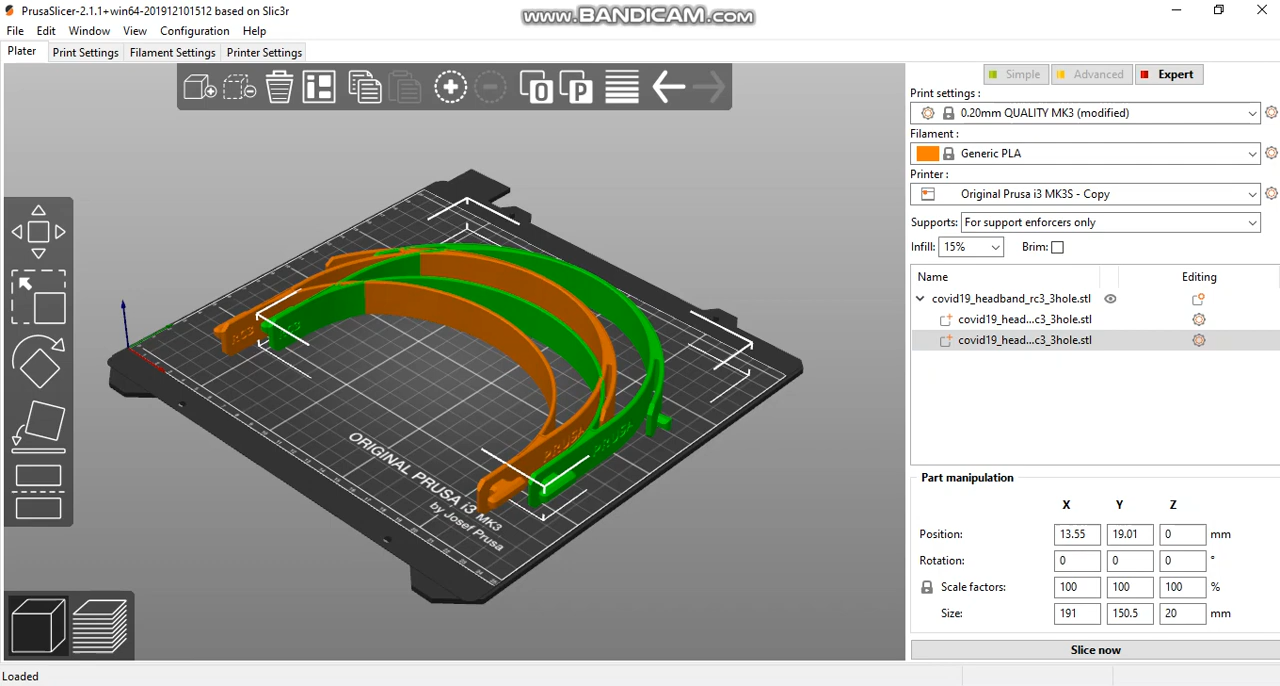 PrusaSlicer-2.1.1+win64-201912101512 based on Slic3r
www.BANDICAM.com
File Edit Window View Configuration Help
Plater Print Settings Filament Settings Printer Settings
O P
Simple Advanced Expert
Print settings :
0.20mm QUALITY MK3 (modified)
Filament :
Generic PLA
Printer :
Original Prusa i3 MK3S - Copy
Supports: For support enforcers only
Infill: 15% Brim:
Name Editing
covid19_headband_rc3_3hole.stl
covid19_head...c3_3hole.stl
covid19_head...c3_3hole.stl
PRUSA PRUSA
ORIGINAL PRUSA i3 MK3
by Josef Prusa
Part manipulation
X Y Z
Position: 13.55 19.01 0 mm
Rotation: 0 0 0 °
Scale factors: 100 100 100 %
Size: 191 150.5 20 mm
Slice now
Loaded